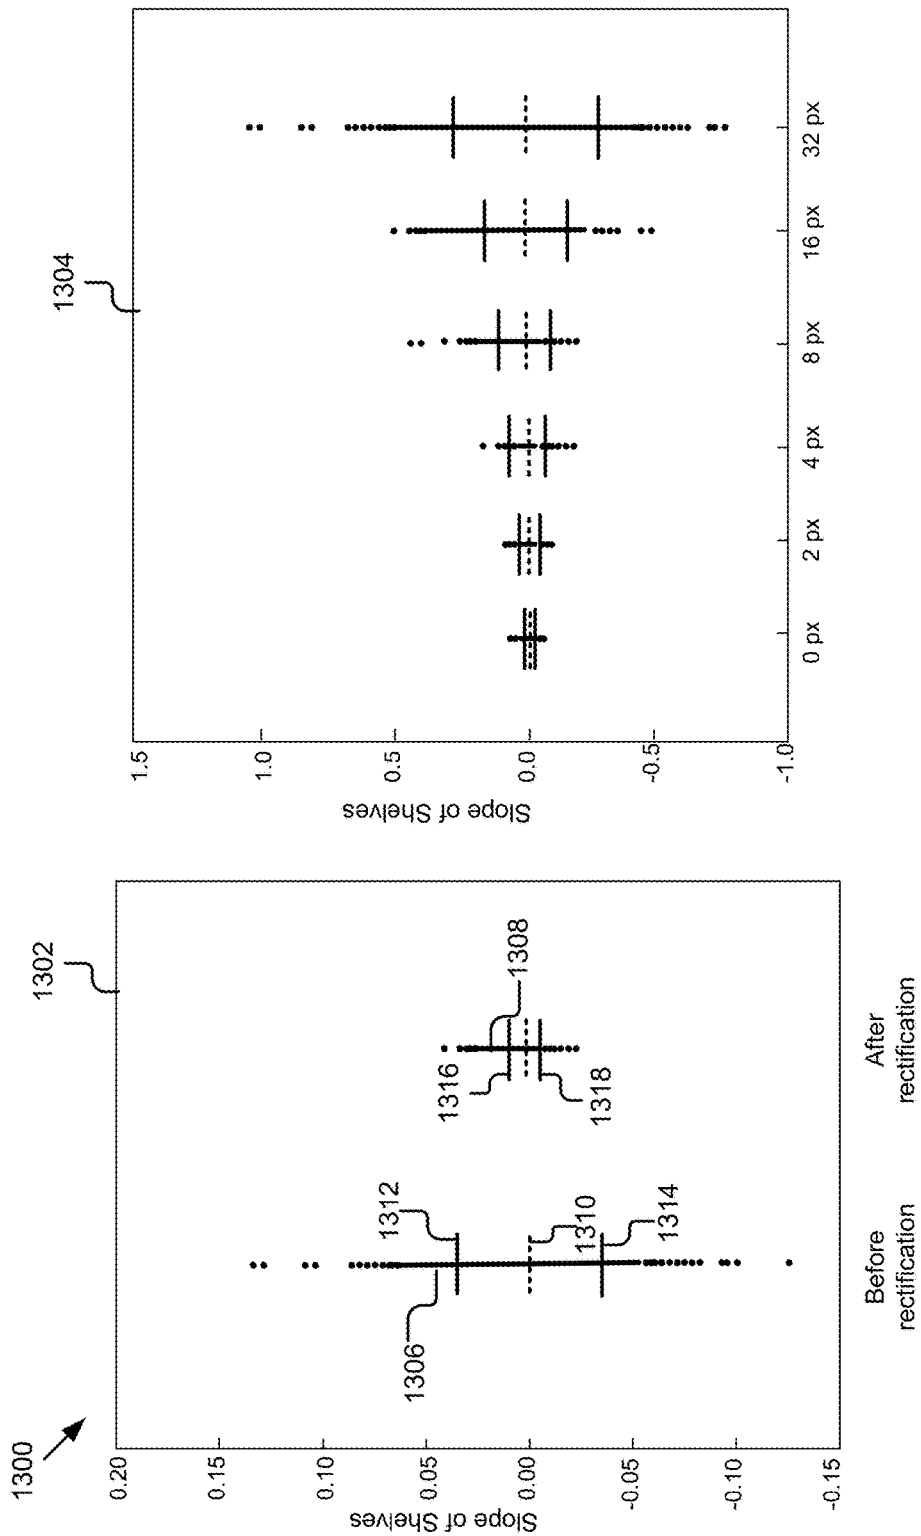 1300
1302
Slope of Shelves
0.20
0.15
0.10
0.05
0.00
-0.05
-0.10
-0.15
1306
1312
1310
1314
1316
1308
1318
Before
rectification
After
rectification
1304
Slope of Shelves
1.5
1.0
0.5
0.0
-0.5
-1.0
0 px
2 px
4 px
8 px
16 px
32 px